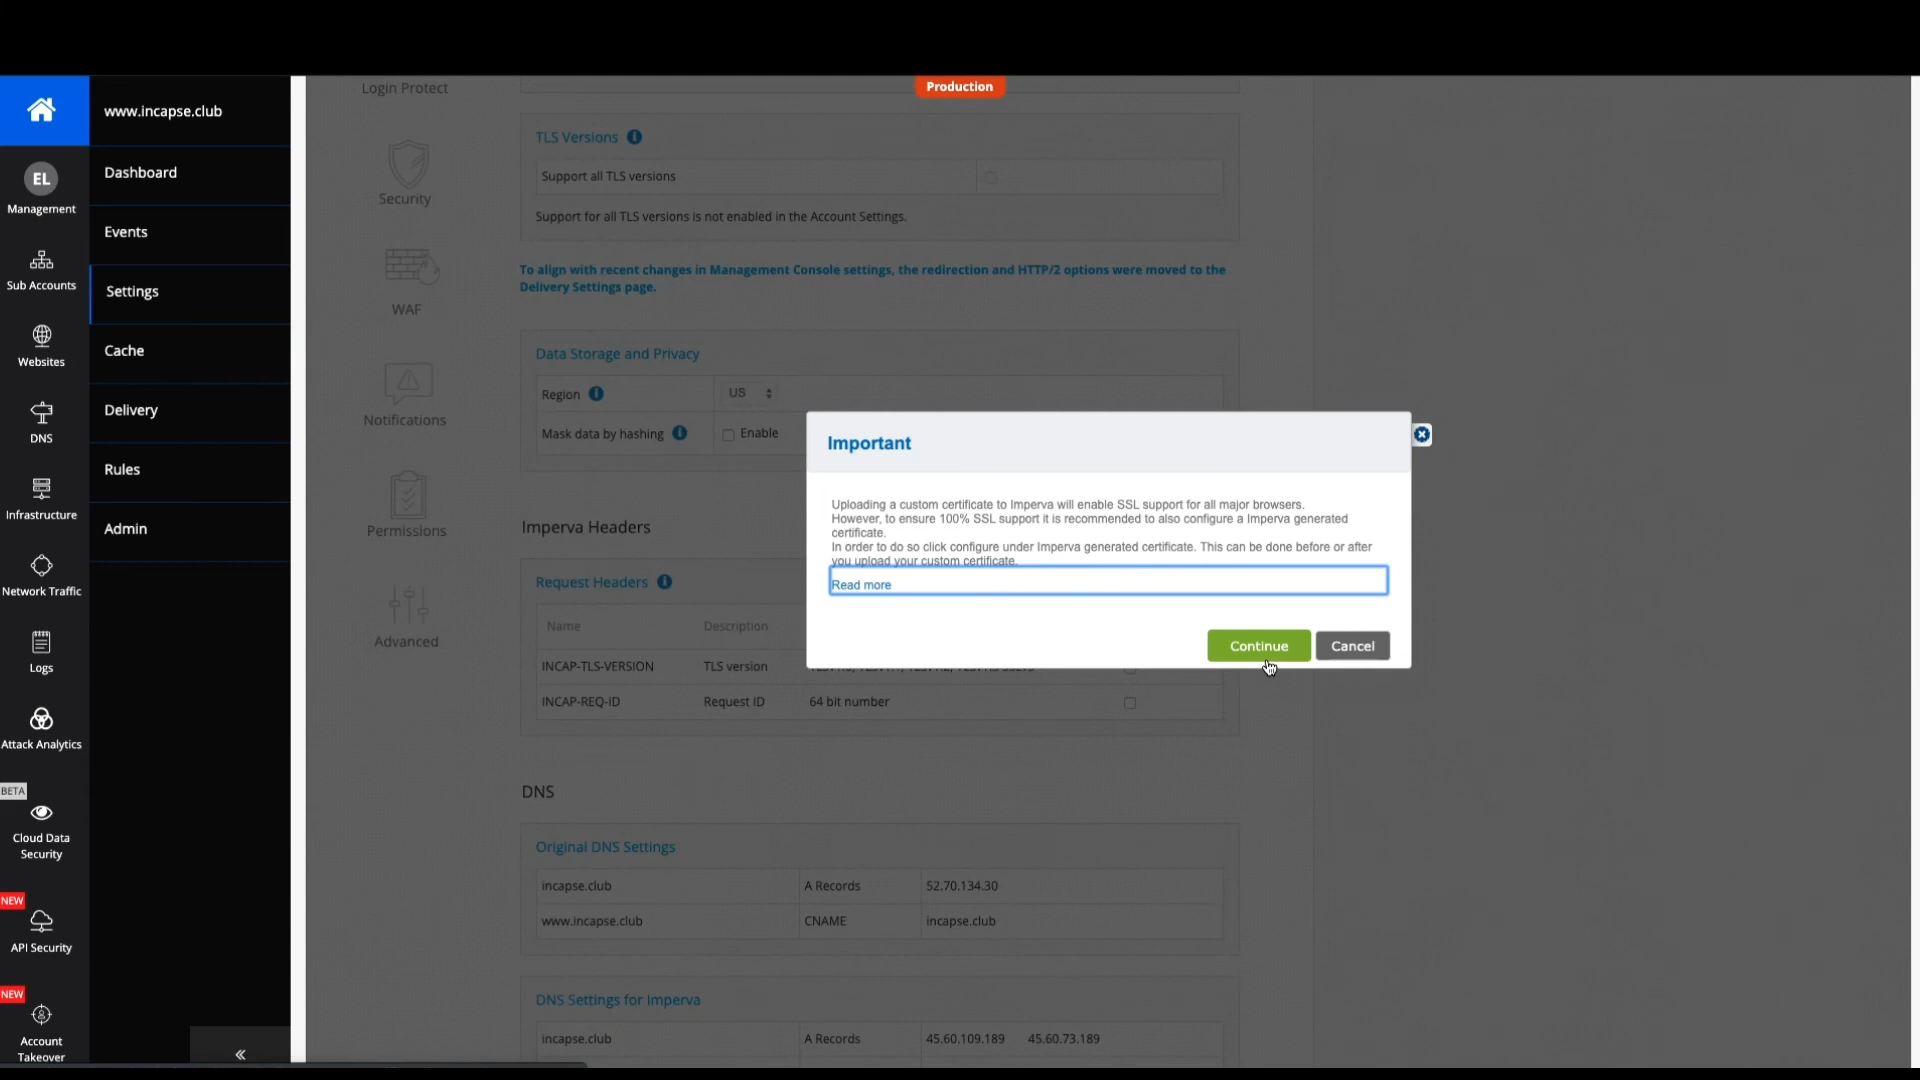 Production
www.incapse.club
Dashboard
Events
Settings
Cache
Delivery
Rules
Admin
EL
Management
Sub Accounts
Websites
DNS
Infrastructure
Network Traffic
Logs
Attack Analytics
BETA
Cloud Data
Security
NEW
API Security
NEW
Account
Takeover
«
Login Protect
Security
WAF
Notifications
Permissions
Advanced
TLS Versions
Support all TLS versions
Support for all TLS versions is not enabled in the Account Settings.
To align with recent changes in Management Console settings, the redirection and HTTP/2 options were moved to the
Delivery Settings page.
Data Storage and Privacy
Region US
Mask data by hashing Enable
Important
Uploading a custom certificate to Imperva will enable SSL support for all major browsers.
However, to ensure 100% SSL support it is recommended to also configure a Imperva generated
certificate.
In order to do so click configure under Imperva generated certificate. This can be done before or after
you upload your custom certificate.
Read more
Continue Cancel
Imperva Headers
Request Headers
Name Description
INCAP-TLS-VERSION TLS version
INCAP-REQ-ID Request ID 64 bit number
DNS
Original DNS Settings
incapse.club A Records 52.70.134.30
www.incapse.club CNAME incapse.club
DNS Settings for Imperva
incapse.club A Records 45.60.109.189 45.60.73.189